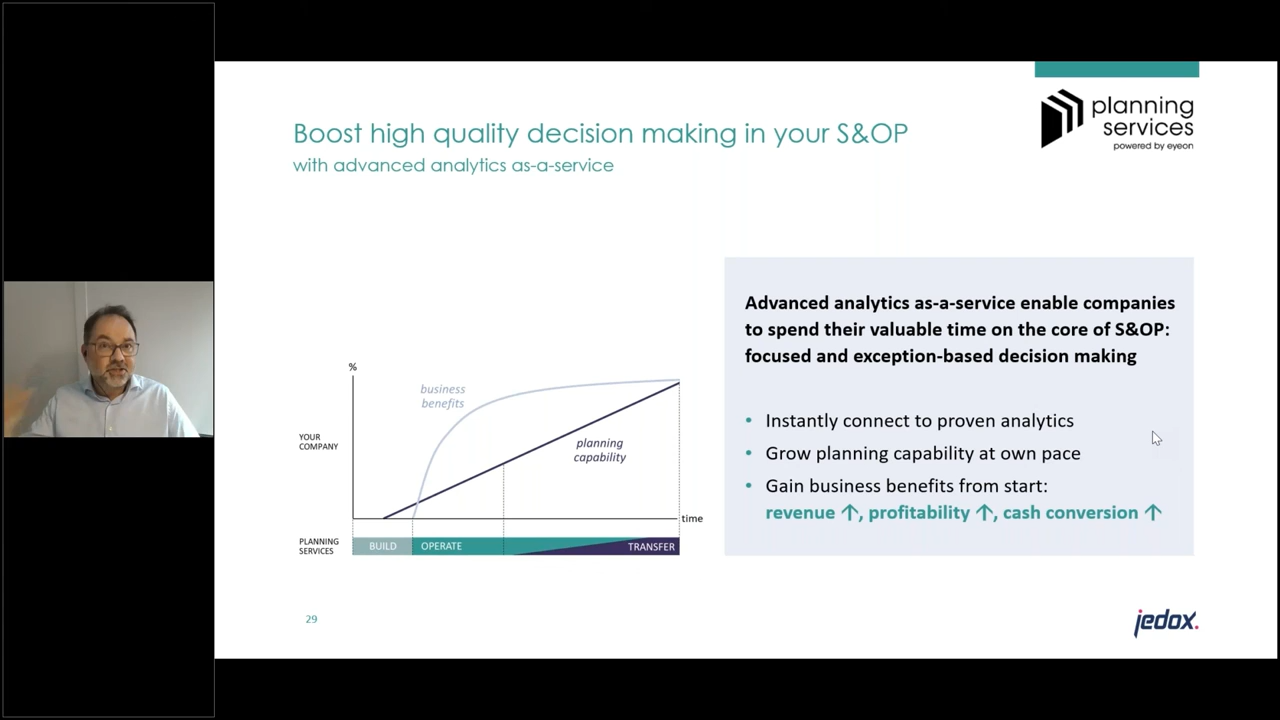 Boost high quality decision making in your S&OP
with advanced analytics as-a-service
planning
services
powered by eyeon
%
business
benefits
YOUR
COMPANY
planning
capability
time
PLANNING
SERVICES
BUILD
OPERATE
TRANSFER
Advanced analytics as-a-service enable companies
to spend their valuable time on the core of S&OP:
focused and exception-based decision making
• Instantly connect to proven analytics
• Grow planning capability at own pace
• Gain business benefits from start:
revenue ↑, profitability ↑, cash conversion ↑
29
jedox.